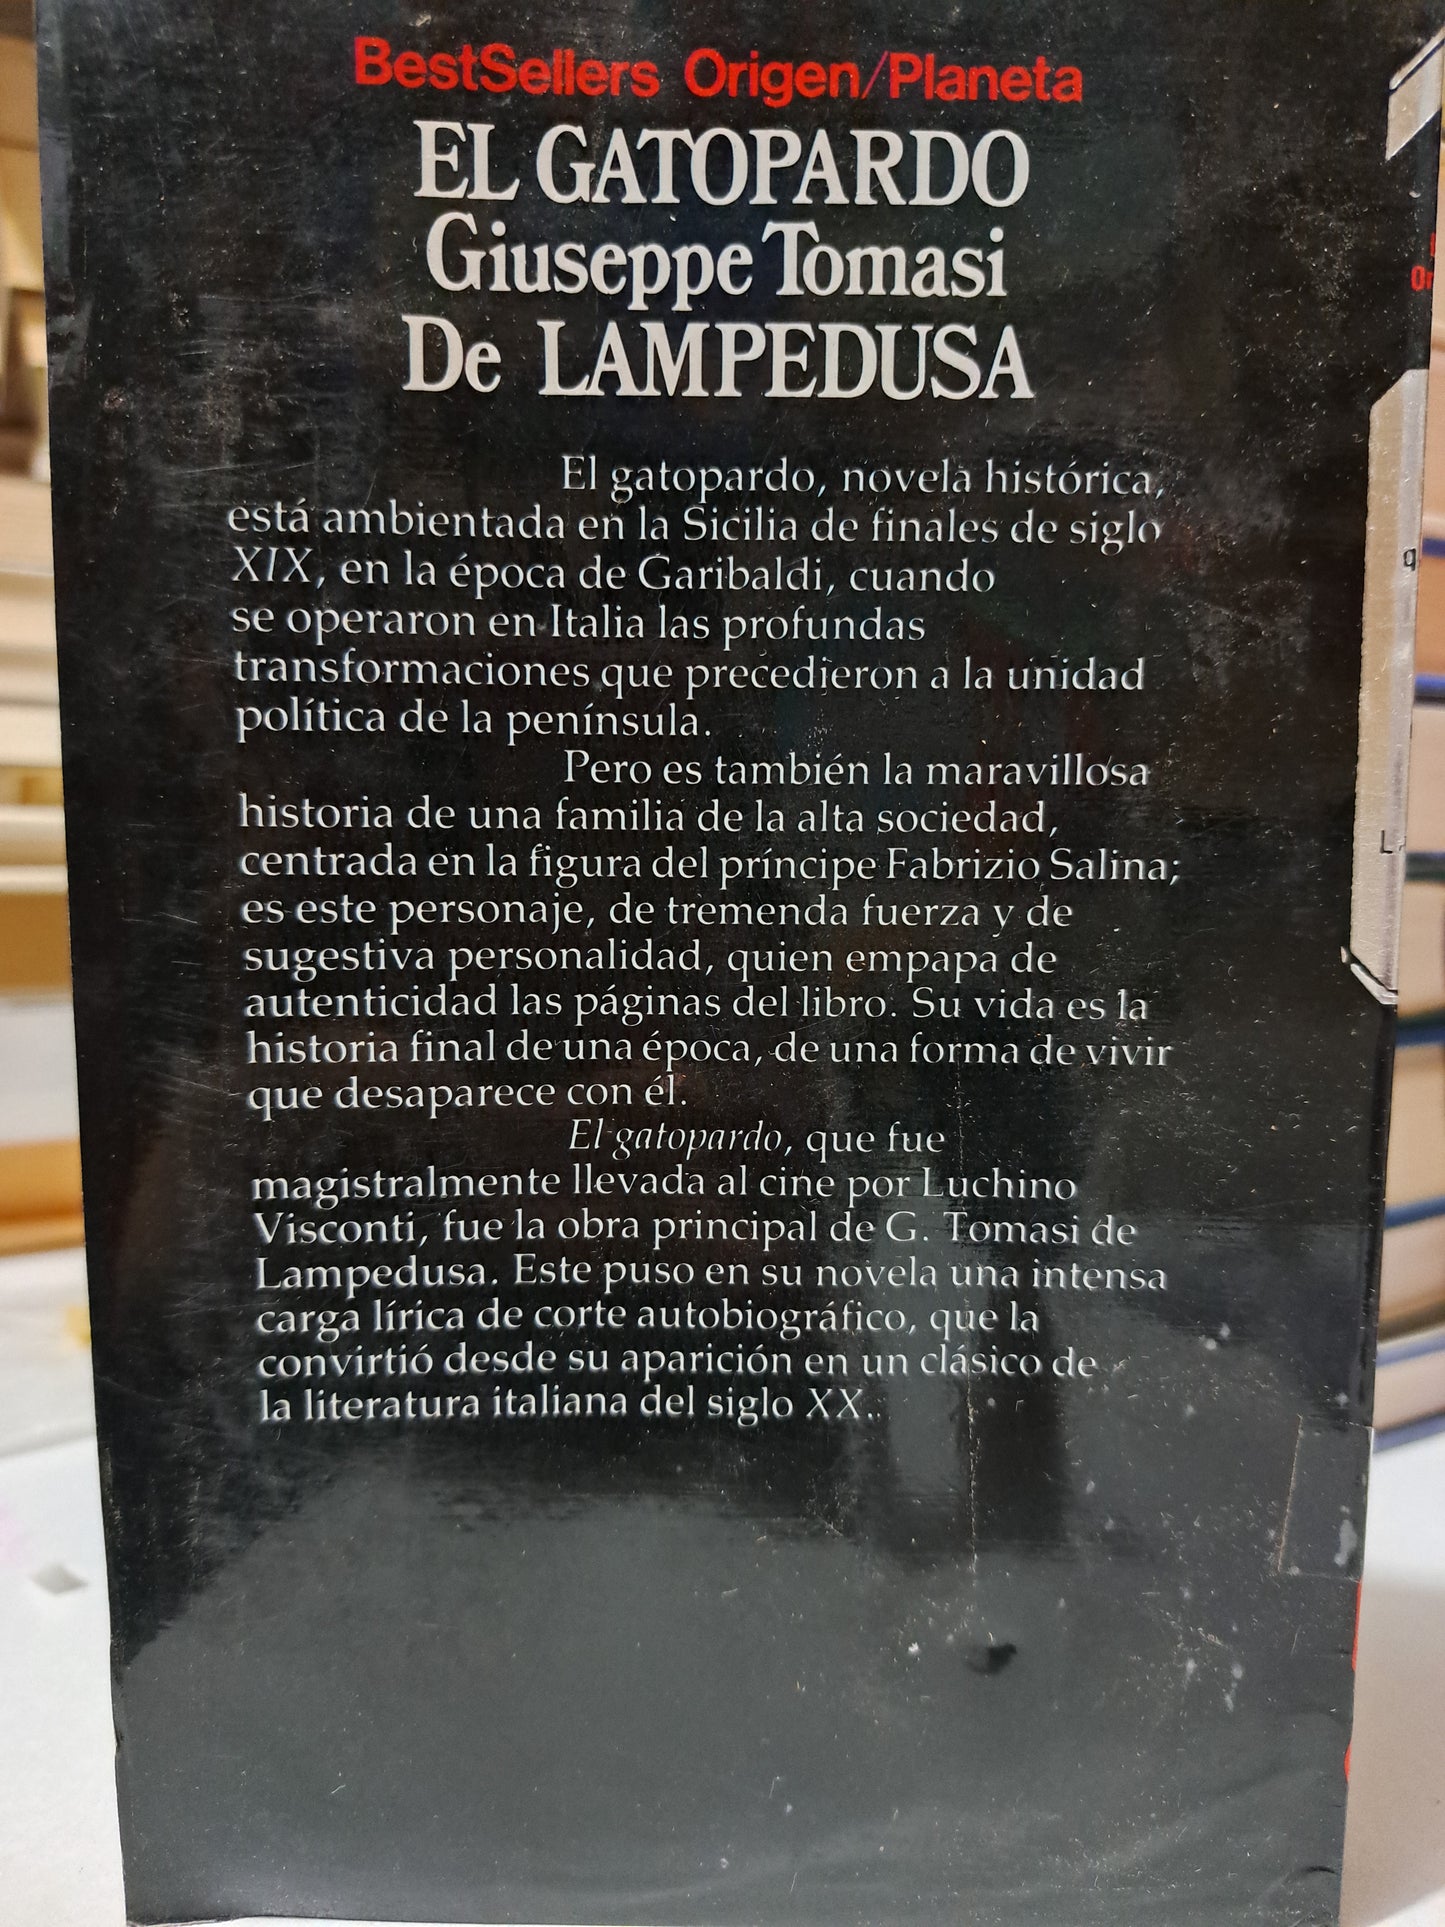 BestSellers Origen/Planeta
EL GATOPARDO
Giuseppe Tomasi
De LAMPEDUSA
El gatopardo, novela histórica,
está ambientada en la Sicilia de finales de siglo
XIX, en la época de Garibaldi, cuando
se operaron en Italia las profundas
transformaciones que precedieron a la unidad
política de la península.
Pero es también la maravillosa
historia de una familia de la alta sociedad,
centrada en la figura del príncipe Fabrizio Salina;
es este personaje, de tremenda fuerza y de
sugestiva personalidad, quien empapa de
autenticidad las páginas del libro. Su vida es la
historia final de una época, de una forma de vivir
que desaparece con él.
El gatopardo, que fue
magistralmente llevada al cine por Luchino
Visconti, fue la obra principal de G. Tomasi de
Lampedusa. Este puso en su novela una intensa
carga lírica de corte autobiográfico, que la
convirtió desde su aparición en un clásico de
la literatura italiana del siglo XX.